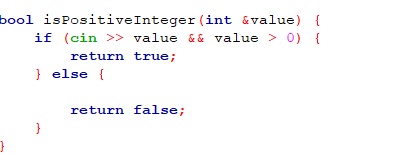 bool isPositiveInteger(int &value) {
    if (cin >> value && value > 0) {
        return true;
    } else {

        return false;
    }
}